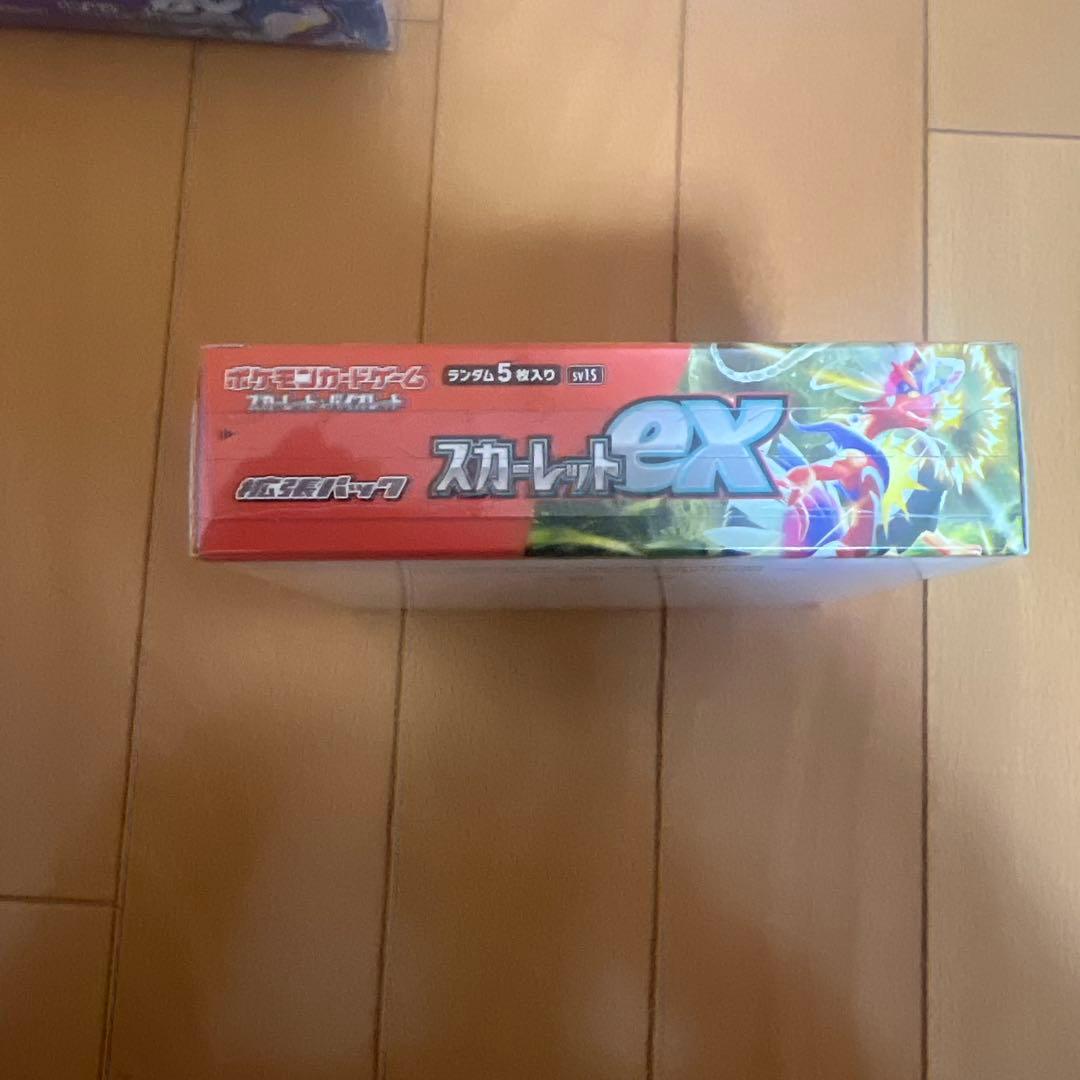 ポケモンカードゲーム
スカーレット&バイオレット
ランダム5枚入り sv1S
拡張パック
スカーレットex
ex